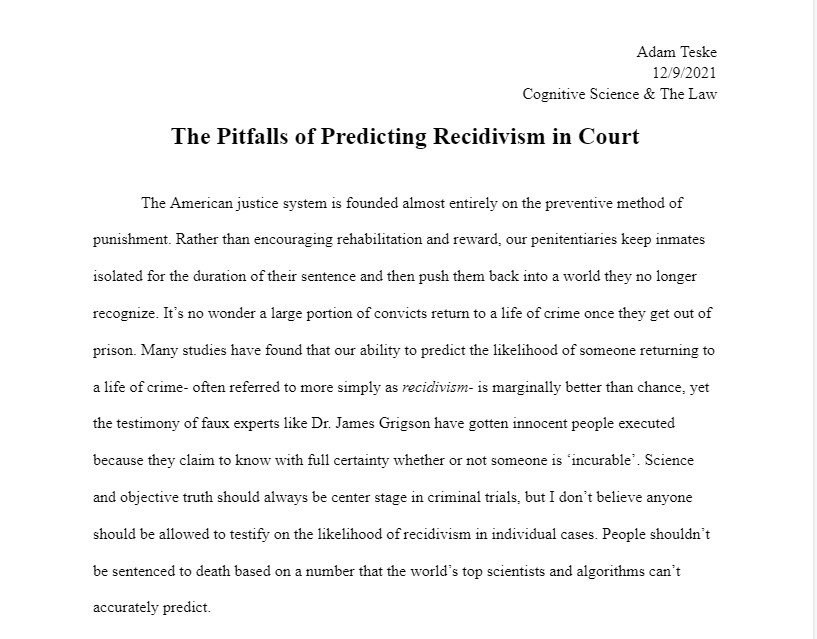 Adam Teske
12/9/2021
Cognitive Science & The Law
The Pitfalls of Predicting Recidivism in Court
The American justice system is founded almost entirely on the preventive method of
punishment. Rather than encouraging rehabilitation and reward, our penitentiaries keep inmates
isolated for the duration of their sentence and then push them back into a world they no longer
recognize. It’s no wonder a large portion of convicts return to a life of crime once they get out of
prison. Many studies have found that our ability to predict the likelihood of someone returning to
a life of crime- often referred to more simply as recidivism- is marginally better than chance, yet
the testimony of faux experts like Dr. James Grigson have gotten innocent people executed
because they claim to know with full certainty whether or not someone is ‘incurable’. Science
and objective truth should always be center stage in criminal trials, but I don’t believe anyone
should be allowed to testify on the likelihood of recidivism in individual cases. People shouldn’t
be sentenced to death based on a number that the world’s top scientists and algorithms can’t
accurately predict.